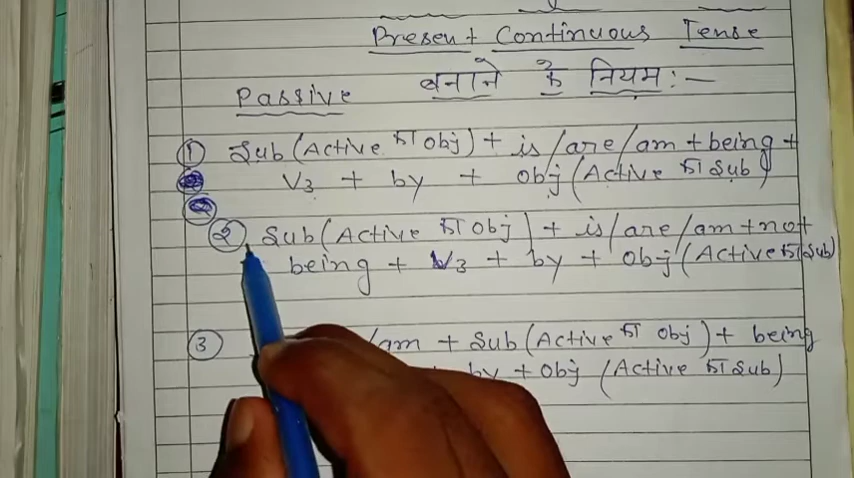 Present Continuous Tense
Passive बनाने के नियम:-
① Sub (Active का Obj) + is/are/am + being +
V3 + by + Obj (Active का Sub)
② Sub (Active का Obj) + is/are/am + not
being + V3 + by + Obj (Active का Sub)
③ /am + Sub (Active का Obj) + being
by + Obj (Active का Sub)